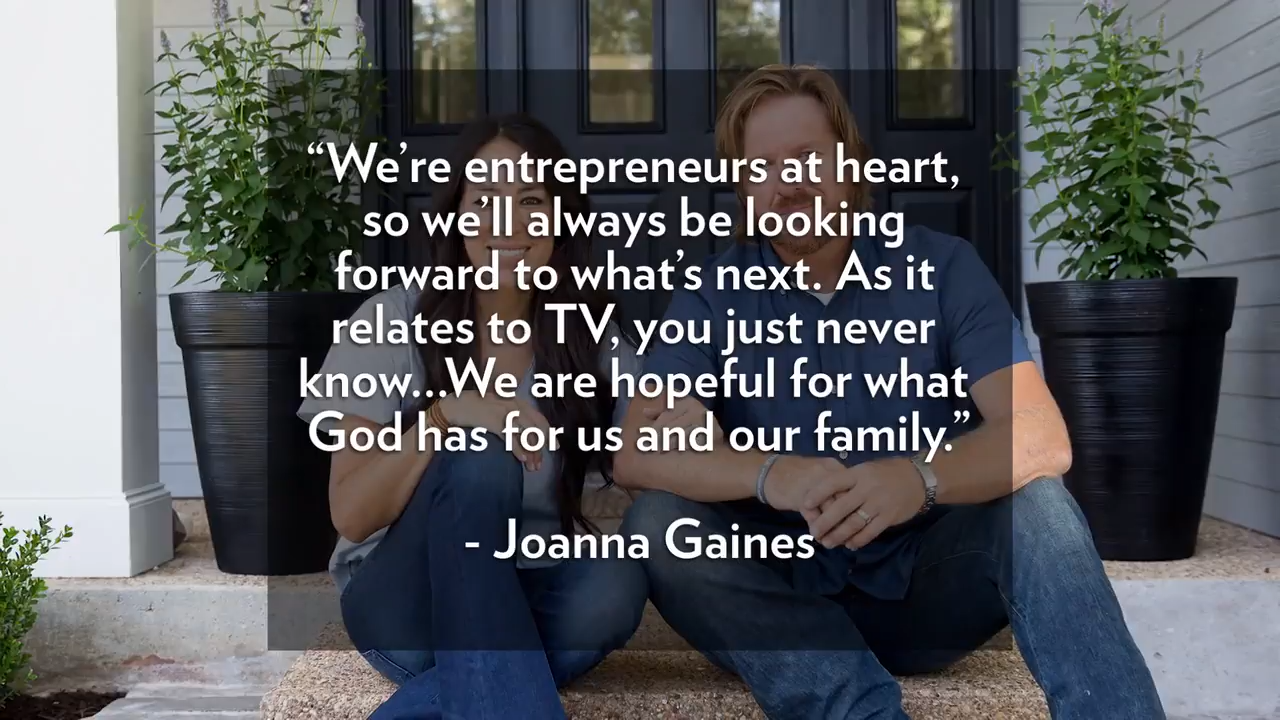 “We’re entrepreneurs at heart,
so we’ll always be looking
forward to what’s next. As it
relates to TV, you just never
know...We are hopeful for what
God has for us and our family.”
- Joanna Gaines